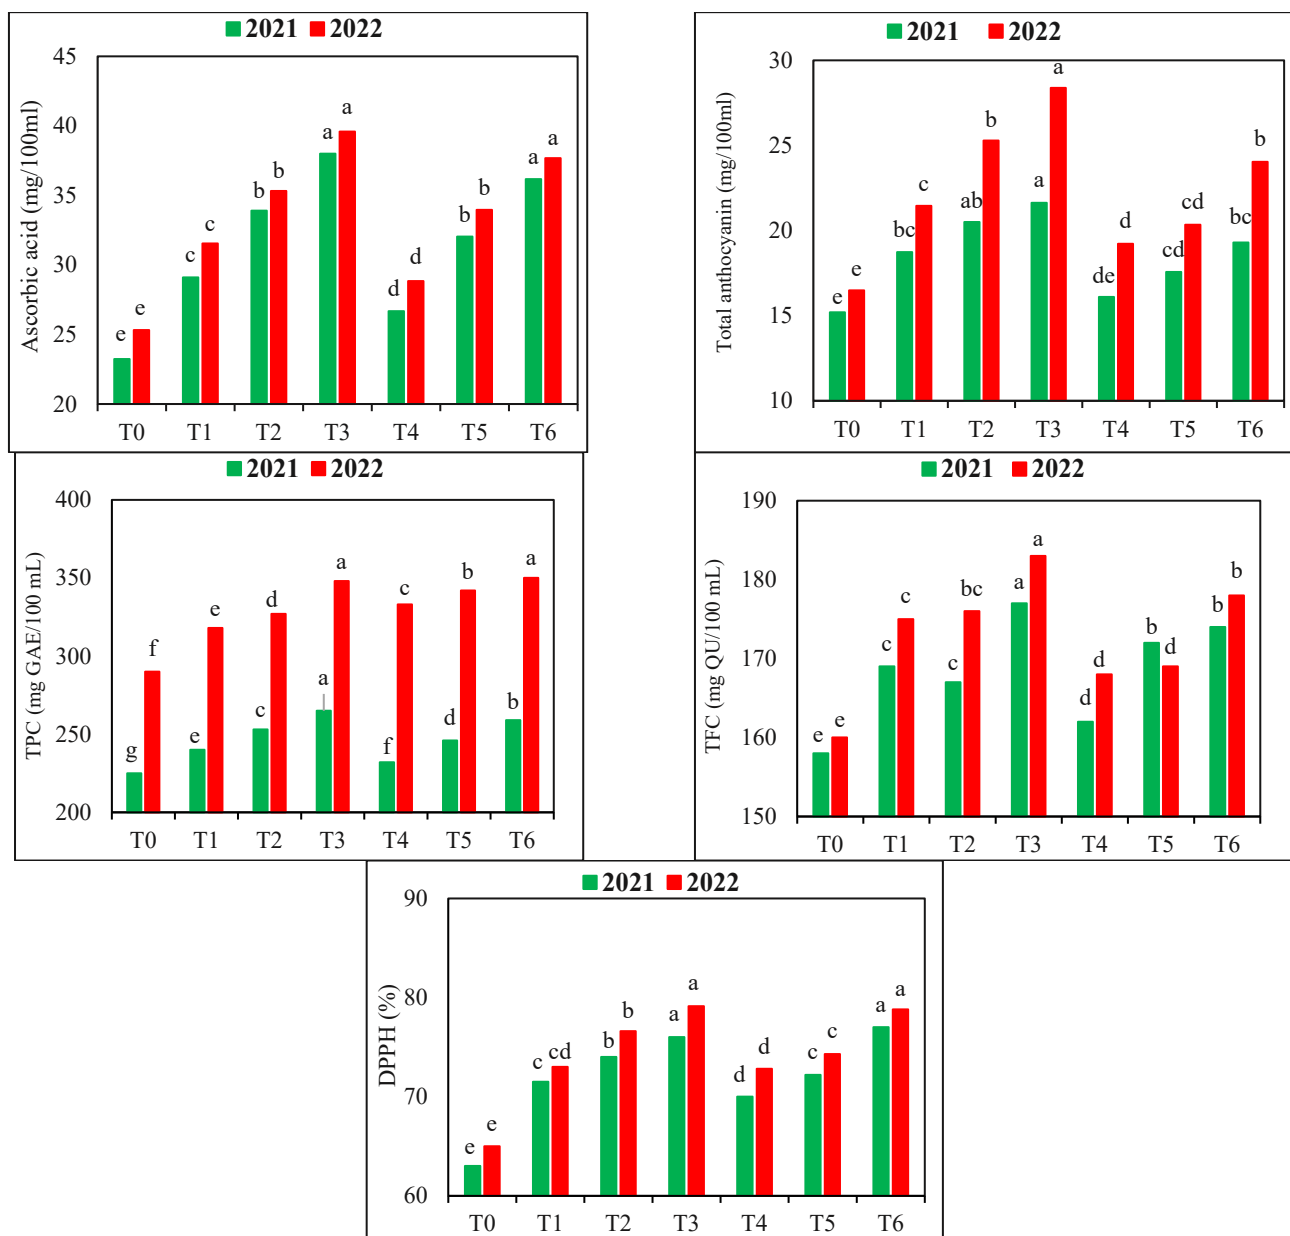 2021 2022
45
40
35
30
25
20
Ascorbic acid (mg/100ml)
e e c c b b a a d d b b a a
T0 T1 T2 T3 T4 T5 T6
2021 2022
30
25
20
15
10
Total anthocyanin (mg/100ml)
e e bc c ab b a a de d cd cd bc b
T0 T1 T2 T3 T4 T5 T6
2021 2022
400
350
300
250
200
TPC (mg GAE/100 mL)
g f e e c d a a f c d b b a
T0 T1 T2 T3 T4 T5 T6
2021 2022
190
180
170
160
150
TFC (mg QU/100 mL)
e e c c c bc a a d d b d b b
T0 T1 T2 T3 T4 T5 T6
2021 2022
90
80
70
60
DPPH (%)
e e c cd b b a a d d c c a a
T0 T1 T2 T3 T4 T5 T6